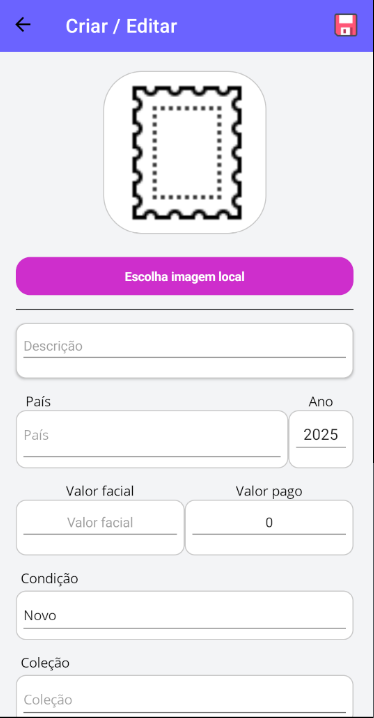 Criar / Editar
Escolha imagem local
Descrição
País Ano
País 2025
Valor facial Valor pago
Valor facial 0
Condição
Novo
Coleção
Coleção